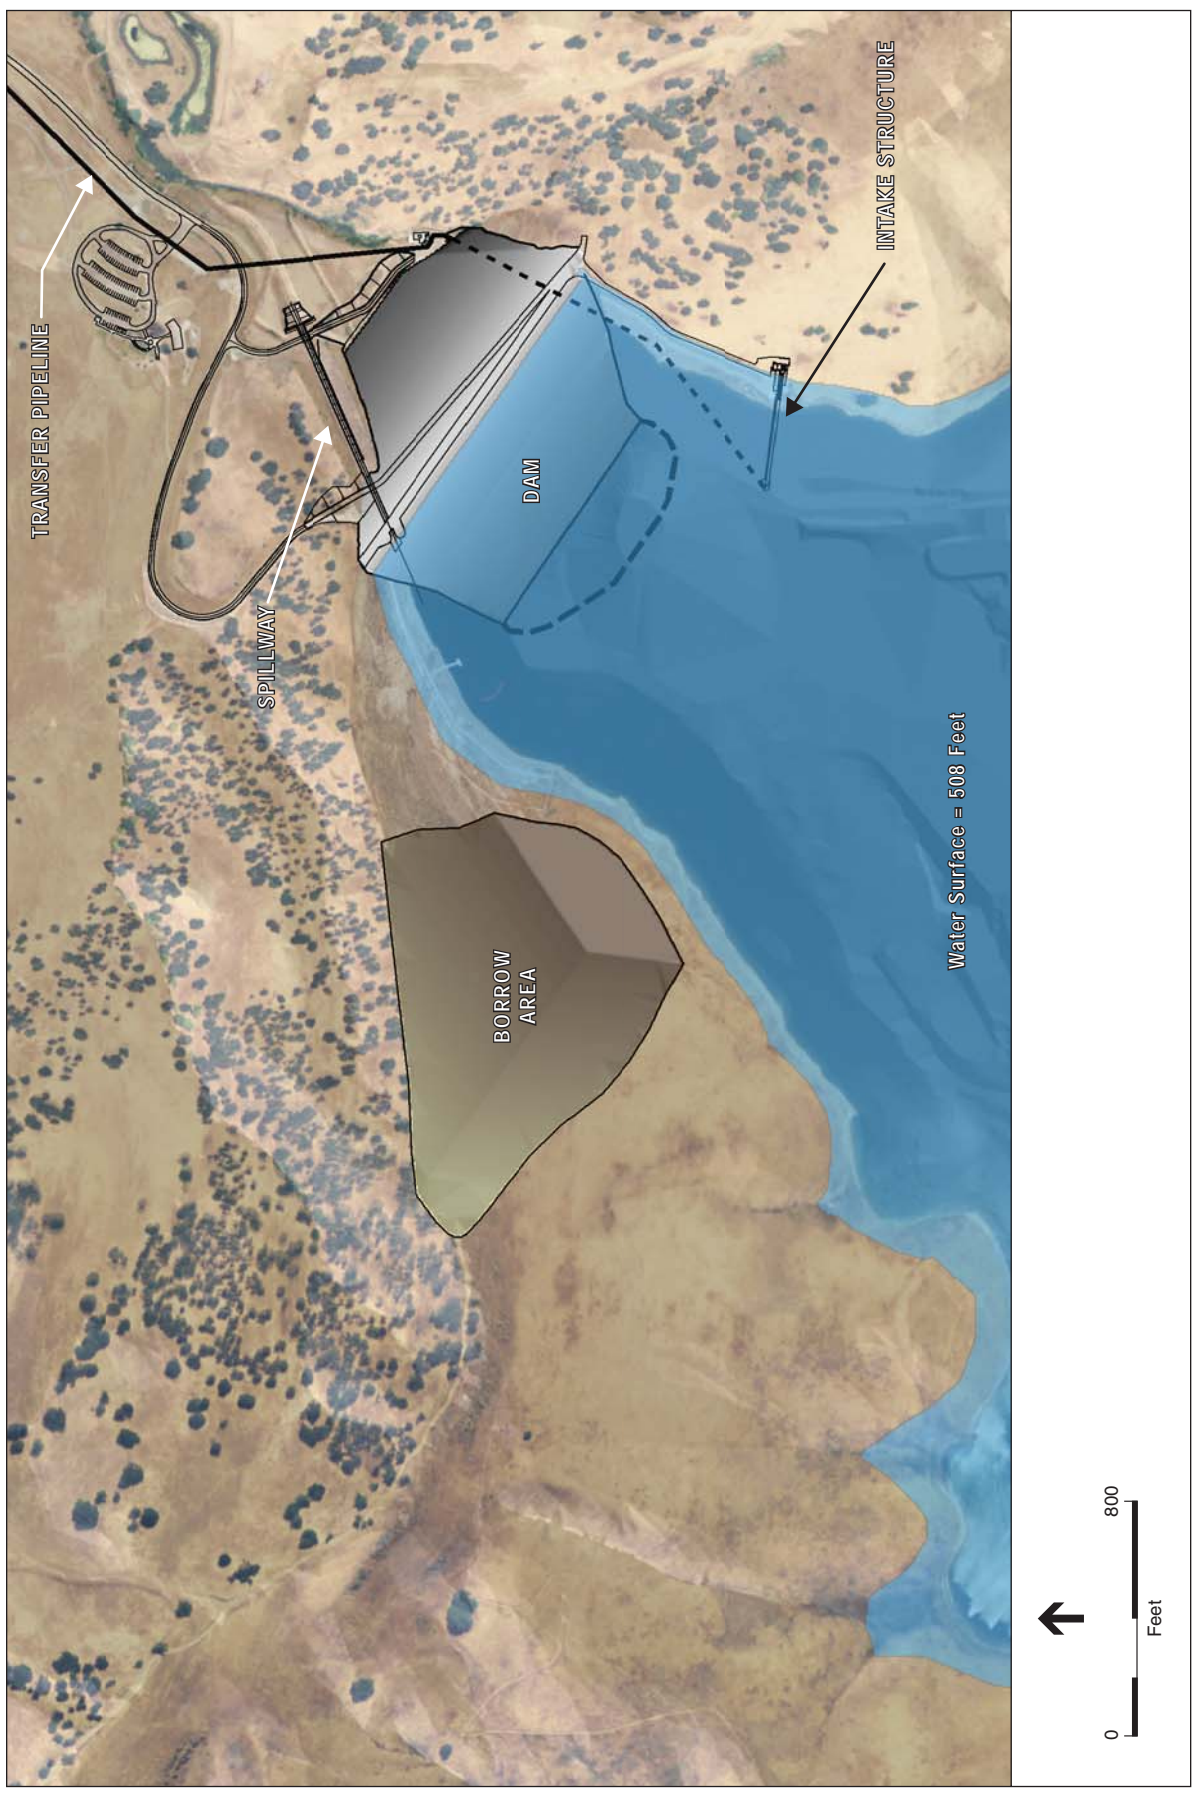 TRANSFER PIPELINE
SPILLWAY
DAM
INTAKE STRUCTURE
BORROW
AREA
Water Surface = 508 Feet
0
800
Feet